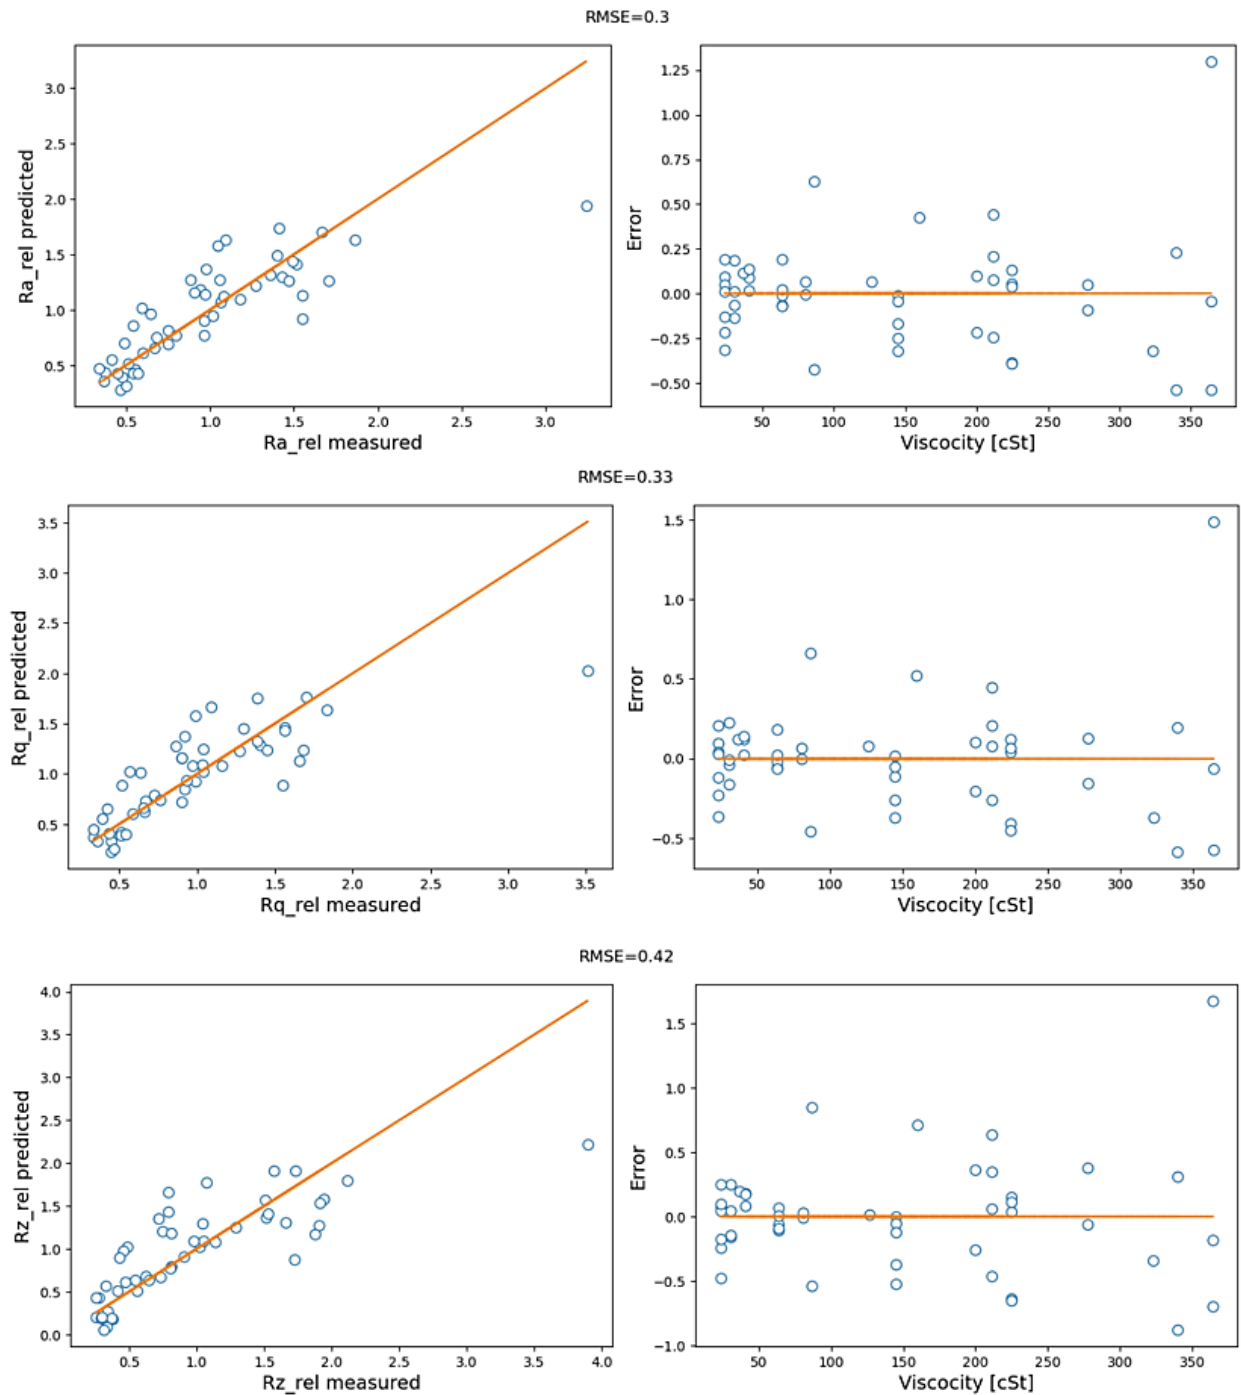 RMSE=0.3
3.0
2.5
2.0
1.5
1.0
0.5
Ra_rel predicted
0.5 1.0 1.5 2.0 2.5 3.0
Ra_rel measured
1.25
1.00
0.75
0.50
0.25
0.00
−0.25
−0.50
Error
50 100 150 200 250 300 350
Viscocity [cSt]
RMSE=0.33
3.5
3.0
2.5
2.0
1.5
1.0
0.5
Rq_rel predicted
0.5 1.0 1.5 2.0 2.5 3.0 3.5
Rq_rel measured
1.5
1.0
0.5
0.0
−0.5
Error
50 100 150 200 250 300 350
Viscocity [cSt]
RMSE=0.42
4.0
3.5
3.0
2.5
2.0
1.5
1.0
0.5
0.0
Rz_rel predicted
0.5 1.0 1.5 2.0 2.5 3.0 3.5 4.0
Rz_rel measured
1.5
1.0
0.5
0.0
−0.5
−1.0
Error
50 100 150 200 250 300 350
Viscocity [cSt]